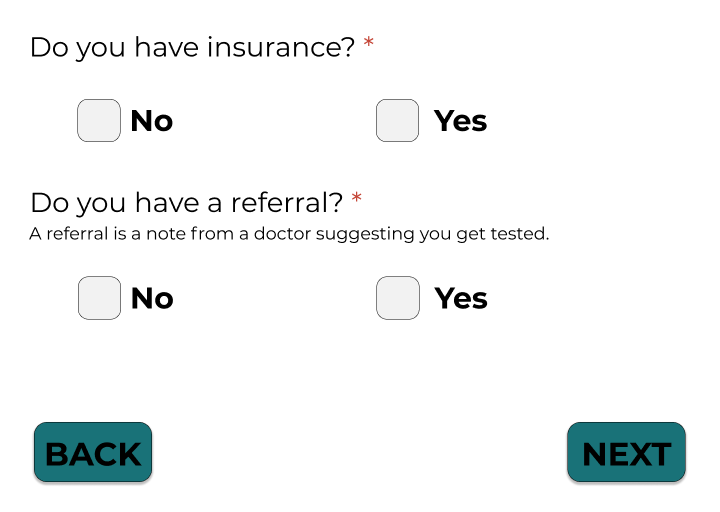 Do you have insurance? *
No Yes
Do you have a referral? *
A referral is a note from a doctor suggesting you get tested.
No Yes
BACK NEXT